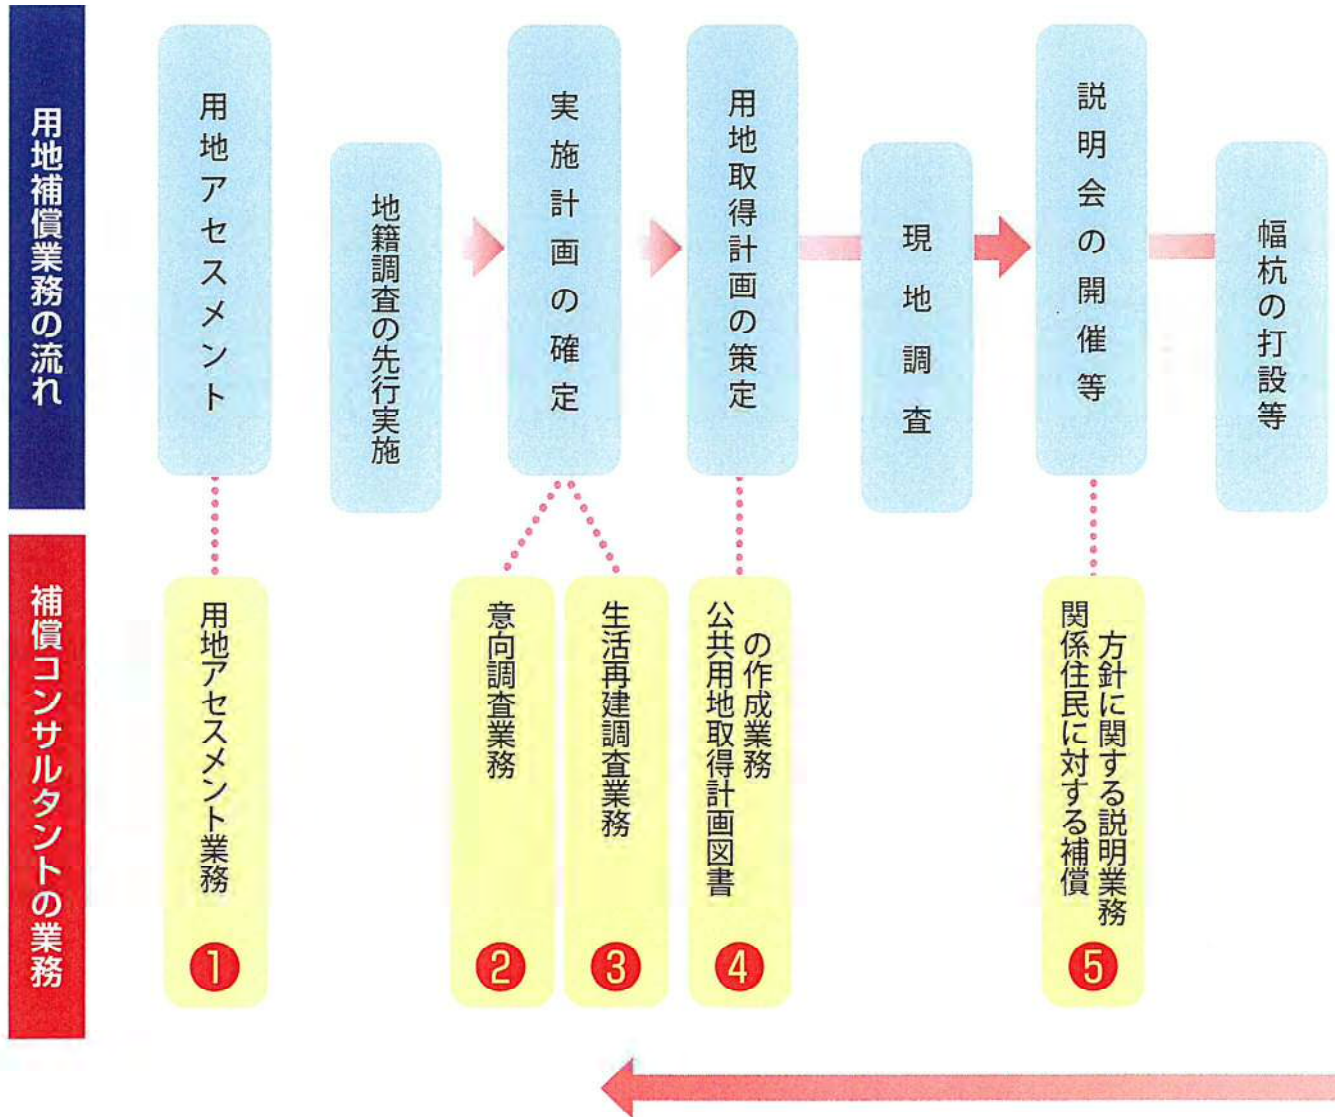 用地補償業務の流れ
用地アセスメント
地籍調査の先行実施
実施計画の確定
用地取得計画の策定
現地調査
説明会の開催等
幅杭の打設等
補償コンサルタントの業務
用地アセスメント業務
1
意向調査業務
2
生活再建調査業務
3
公共用地取得計画図書
の作成業務
4
関係住民に対する補償
方針に関する説明業務
5